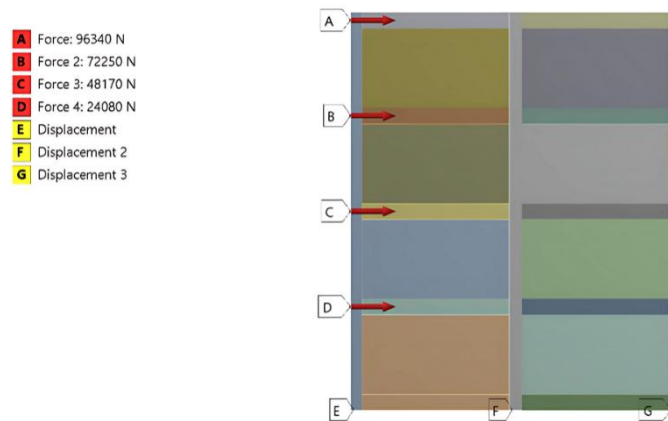 A Force: 96340 N
B Force 2: 72250 N
C Force 3: 48170 N
D Force 4: 24080 N
E Displacement
F Displacement 2
G Displacement 3
A
B
C
D
E F G